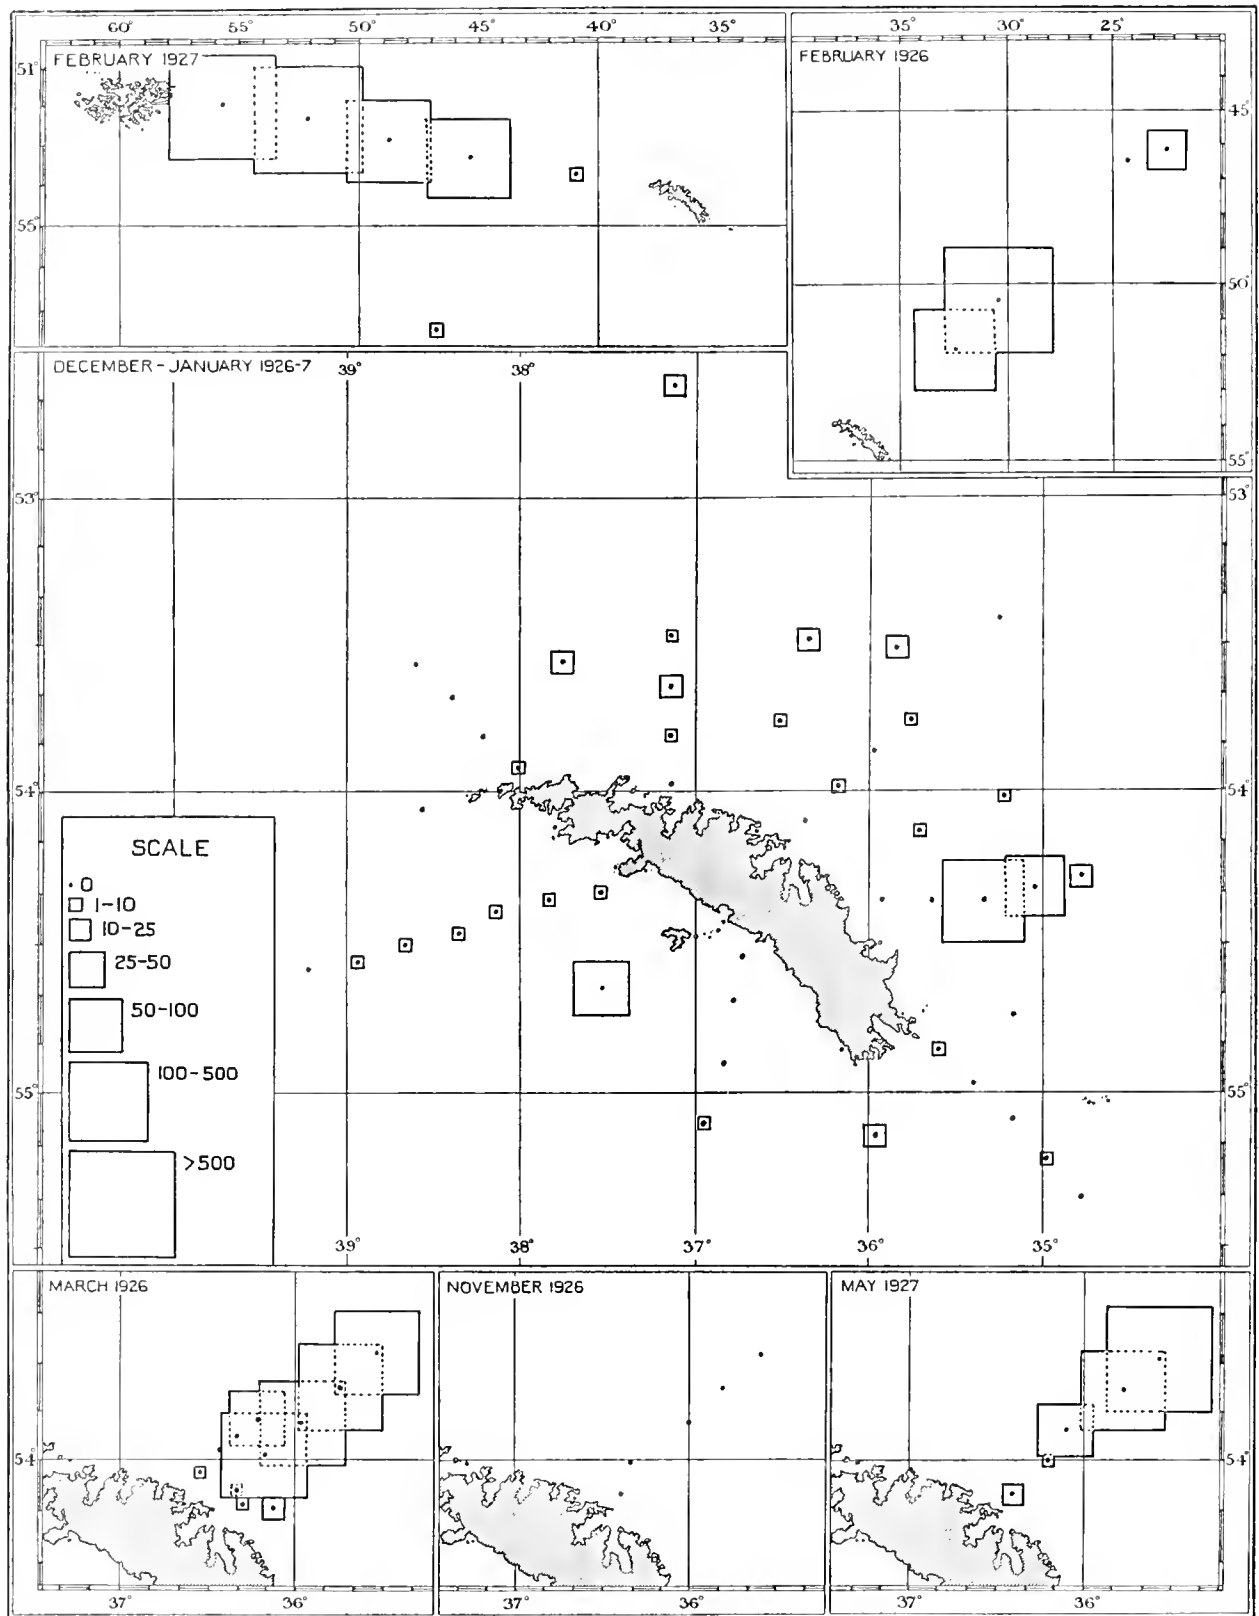 60° 55° 50° 45° 40° 35°
FEBRUARY 1927
51°
55°
35° 30° 25°
FEBRUARY 1926
45°
50°
55°
DECEMBER - JANUARY 1926-7
39° 38°
53° 53°
54° 54°
55° 55°
SCALE
0
1-10
10-25
25-50
50-100
100-500
>500
39° 38° 37° 36° 35°
MARCH 1926
NOVEMBER 1926
MAY 1927
54° 54°
37° 36° 37° 36° 37° 36°